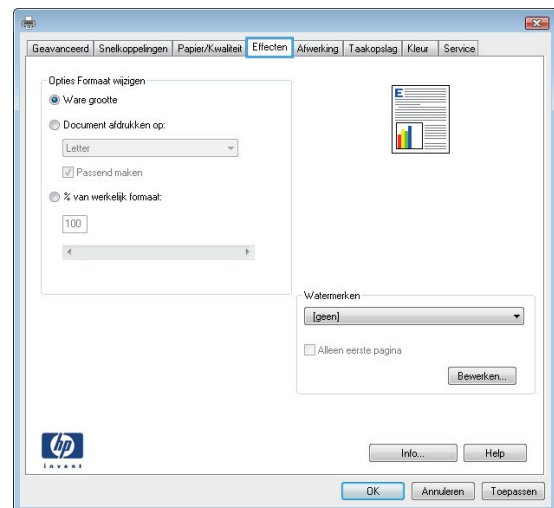 Geavanceerd Snelkoppelingen Papier/Kwaliteit Effecten Afwerking Taakopslag Kleur Service
Opties Formaat wijzigen
Ware grootte
Document afdrukken op:
Letter
Passend maken
% van werkelijk formaat:
100
E
Watermerken
[geen]
Alleen eerste pagina
Bewerken...
hp
invent
Info... Help
OK Annuleren Toepassen